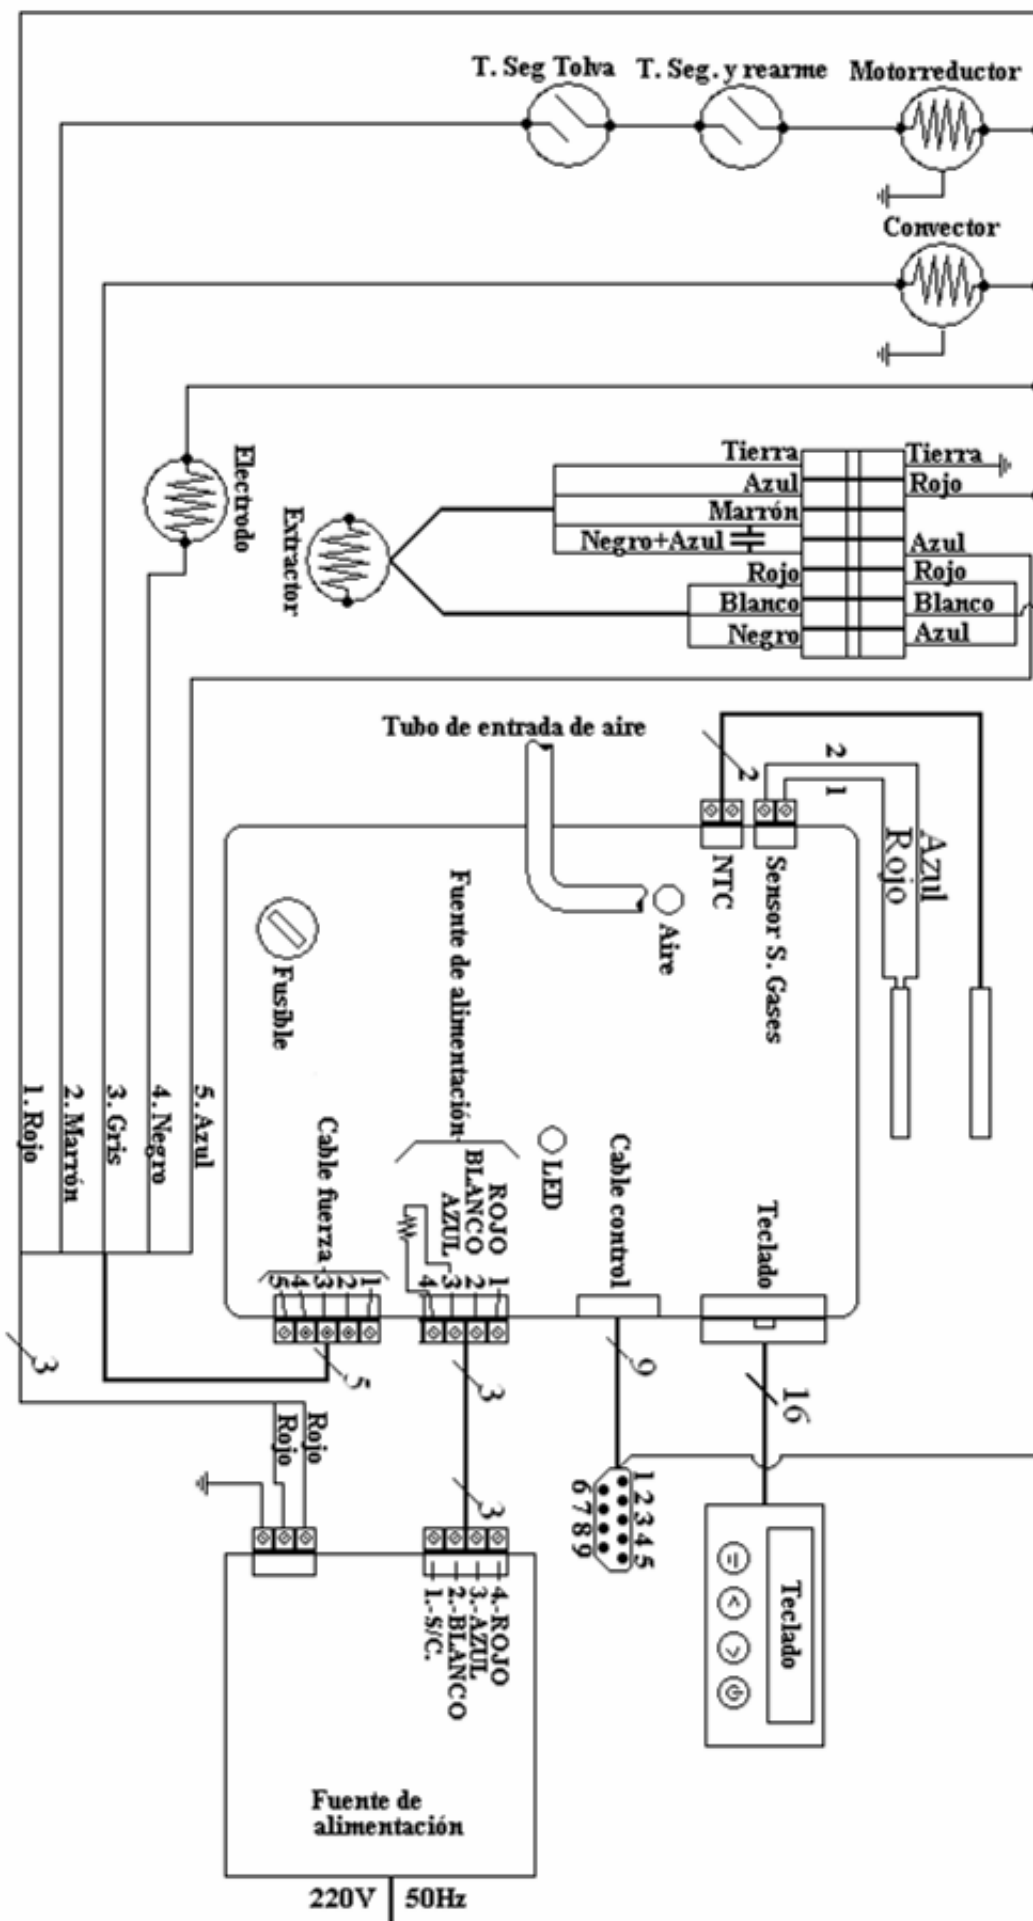 T. Seg Tolva
T. Seg. y rearme
Motorreductor
Convector
Electrodo
Extractor
Tierra
Azul
Marrón
Negro+Azul
Rojo
Blanco
Negro
Tierra
Rojo
Azul
Rojo
Blanco
Azul
Tubo de entrada de aire
2
2
1
Azul
Rojo
NTC
Sensor S. Gases
Aire
Fusible
Fuente de alimentación
ROJO
BLANCO
AZUL
LED
Cable fuerza
Cable control
Teclado
1. Rojo
2. Marrón
3. Gris
4. Negro
5. Azul
5 4 3 2 1
4 3 2 1
3
5
3
9
16
3
Rojo
Rojo
1 2 3 4 5
6 7 8 9
4.-ROJO
3.-AZUL
2.-BLANCO
1.-S/C.
Teclado
= < >
Fuente de
alimentación
220V
50Hz